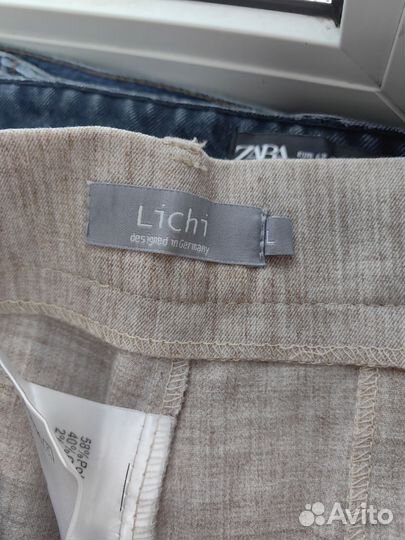 ZARA
Lichi
designed in Germany
L
58%
40%
2%
Avito